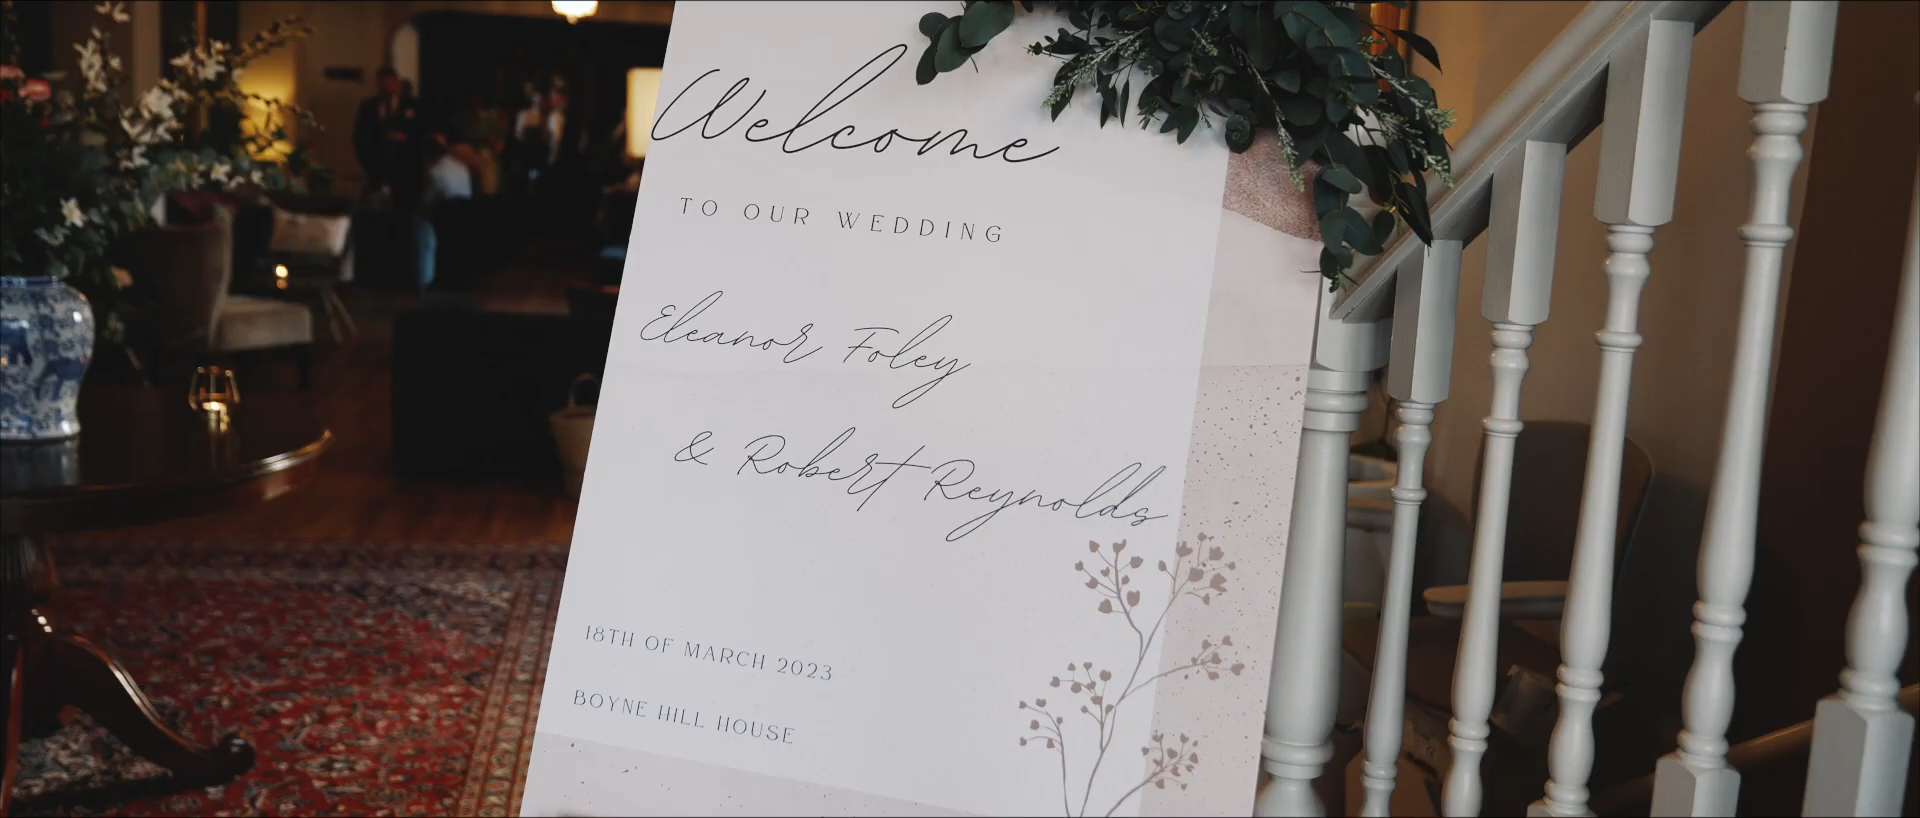 Welcome
TO OUR WEDDING
Eleanor Foley
& Robert Reynolds
18TH OF MARCH 2023
BOYNE HILL HOUSE